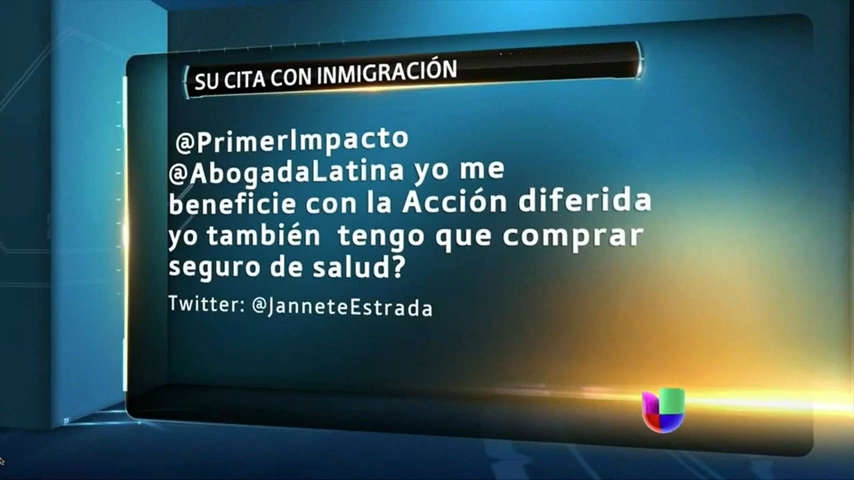 SU CITA CON INMIGRACIÓN
@PrimerImpacto
@AbogadaLatina yo me
beneficie con la Acción diferida
yo también tengo que comprar
seguro de salud?
Twitter: @JanneteEstrada